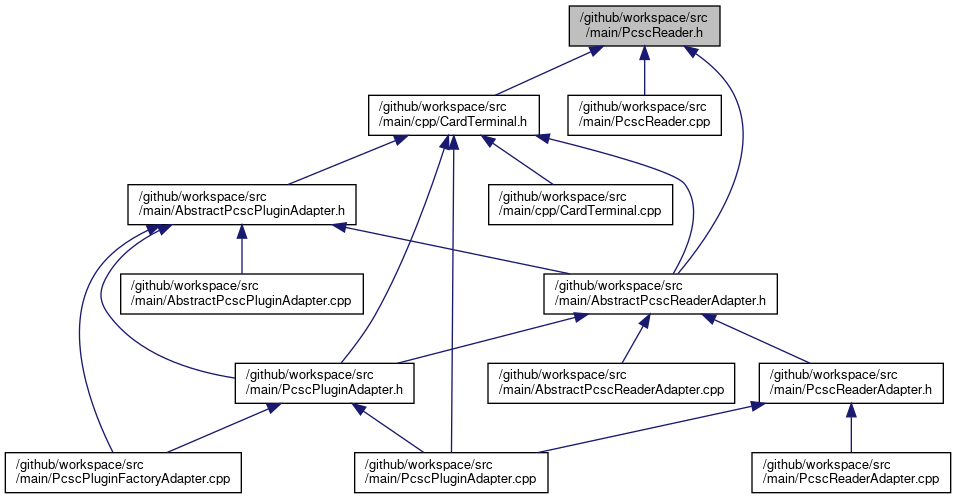 /github/workspace/src
/main/PcscReader.h
/github/workspace/src
/main/cpp/CardTerminal.h
/github/workspace/src
/main/PcscReader.cpp
/github/workspace/src
/main/AbstractPcscPluginAdapter.h
/github/workspace/src
/main/cpp/CardTerminal.cpp
/github/workspace/src
/main/AbstractPcscPluginAdapter.cpp
/github/workspace/src
/main/AbstractPcscReaderAdapter.h
/github/workspace/src
/main/PcscPluginAdapter.h
/github/workspace/src
/main/AbstractPcscReaderAdapter.cpp
/github/workspace/src
/main/PcscReaderAdapter.h
/github/workspace/src
/main/PcscPluginFactoryAdapter.cpp
/github/workspace/src
/main/PcscPluginAdapter.cpp
/github/workspace/src
/main/PcscReaderAdapter.cpp